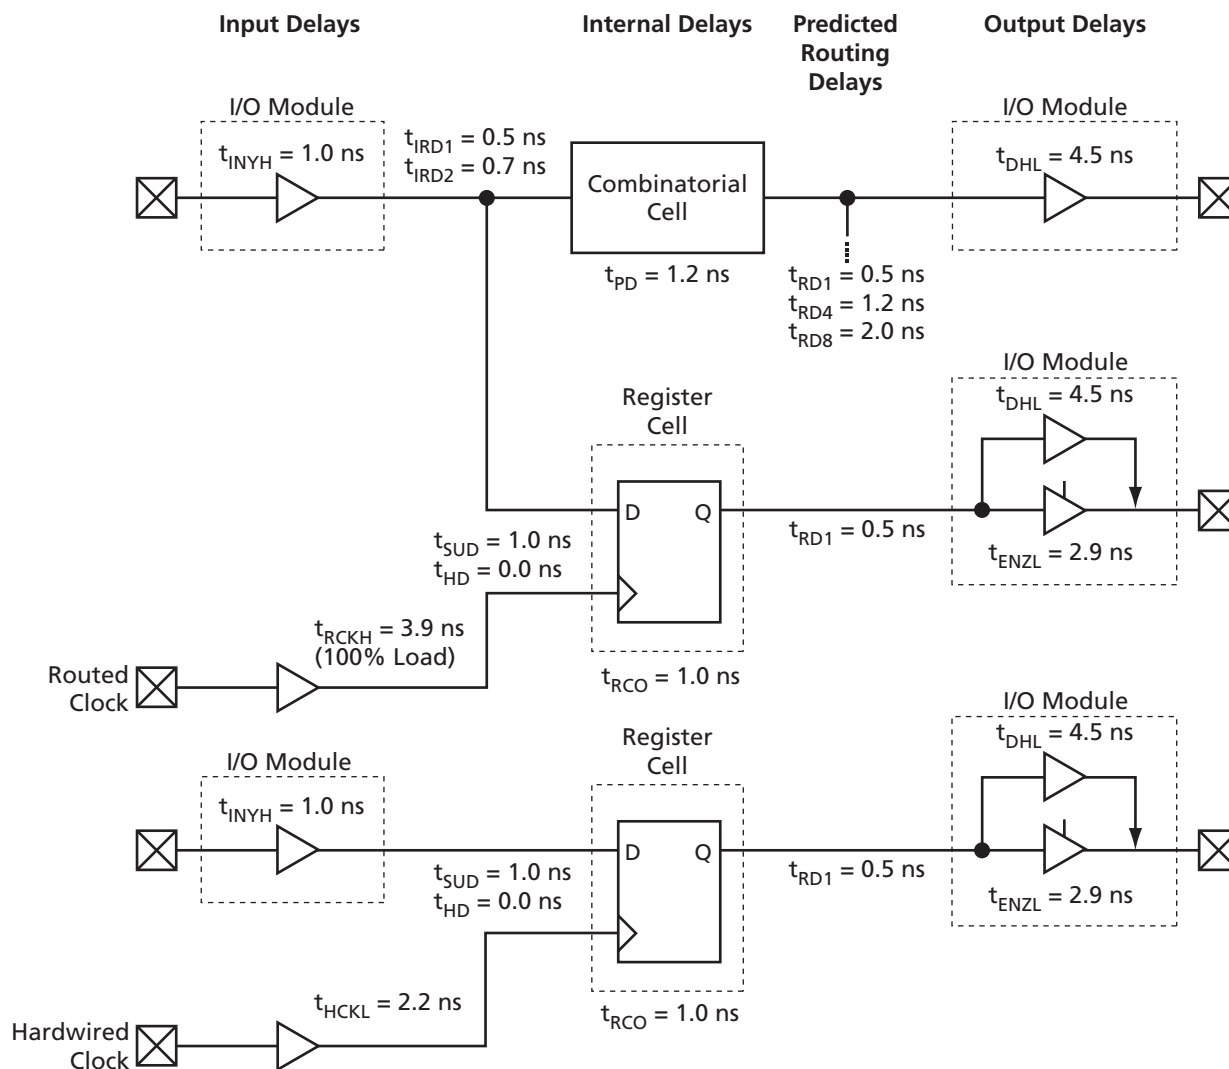 Input Delays
Internal Delays
Predicted
Routing
Delays
Output Delays
I/O Module
tINYH = 1.0 ns
tIRD1 = 0.5 ns
tIRD2 = 0.7 ns
Combinatorial
Cell
tPD = 1.2 ns
tRD1 = 0.5 ns
tRD4 = 1.2 ns
tRD8 = 2.0 ns
I/O Module
tDHL = 4.5 ns
Register
Cell
D Q
tSUD = 1.0 ns
tHD = 0.0 ns
tRCKH = 3.9 ns
(100% Load)
Routed
Clock
tRCO = 1.0 ns
tRD1 = 0.5 ns
I/O Module
tDHL = 4.5 ns
tENZL = 2.9 ns
I/O Module
tINYH = 1.0 ns
Register
Cell
D Q
tSUD = 1.0 ns
tHD = 0.0 ns
tHCKL = 2.2 ns
Hardwired
Clock
tRCO = 1.0 ns
tRD1 = 0.5 ns
I/O Module
tDHL = 4.5 ns
tENZL = 2.9 ns